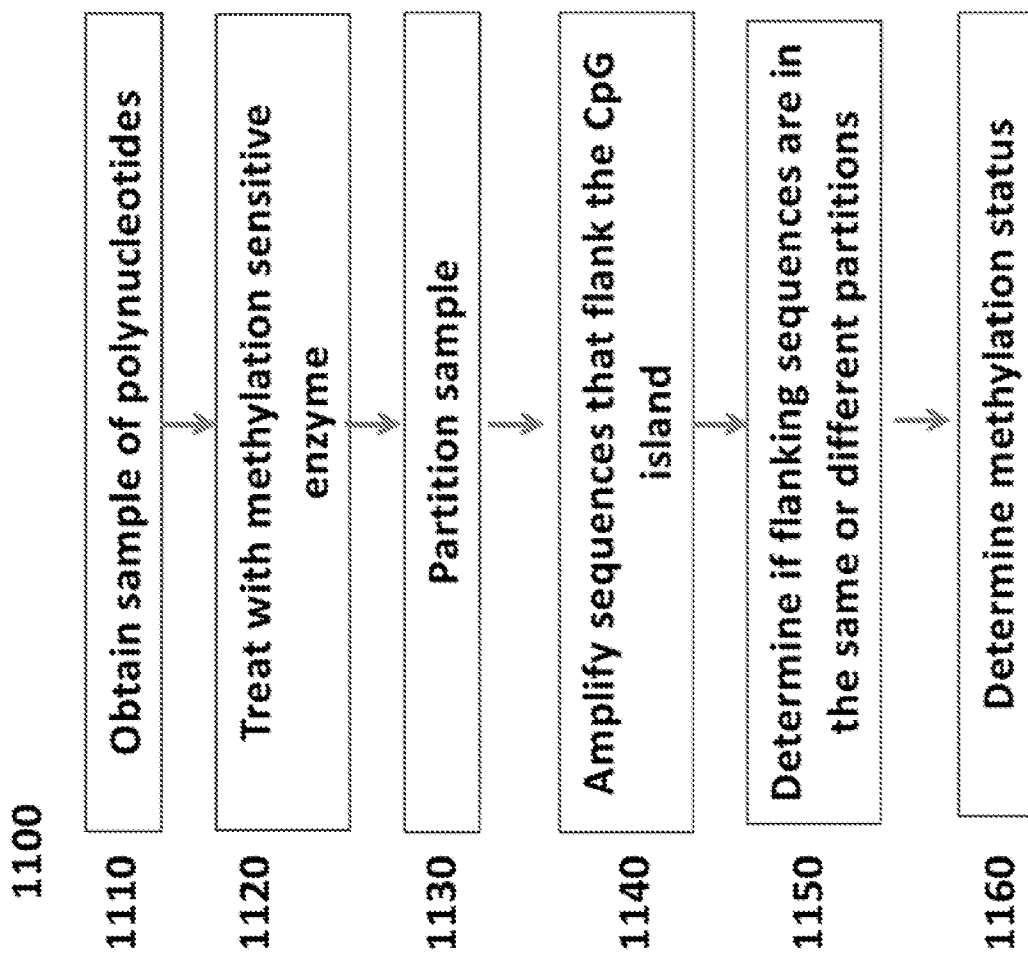 1100
1110 Obtain sample of polynucleotides
1120 Treat with methylation sensitive
enzyme
1130 Partition sample
1140 Amplify sequences that flank the CpG
island
1150 Determine if flanking sequences are in
the same or different partitions
1160 Determine methylation status